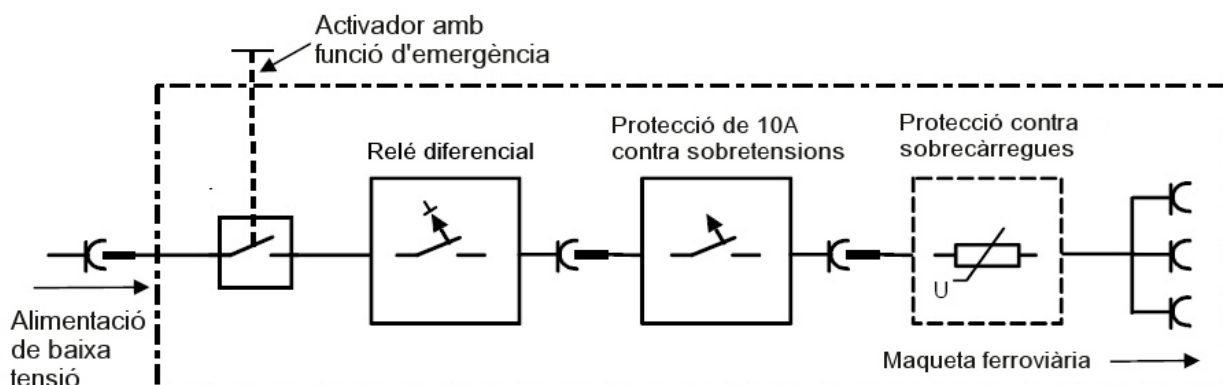 Activador amb
funció d'emergència
Relé diferencial
Protecció de 10A
contra sobretensions
Protecció contra
sobrecàrregues
U
Alimentació
de baixa
tensió
Maqueta ferroviària